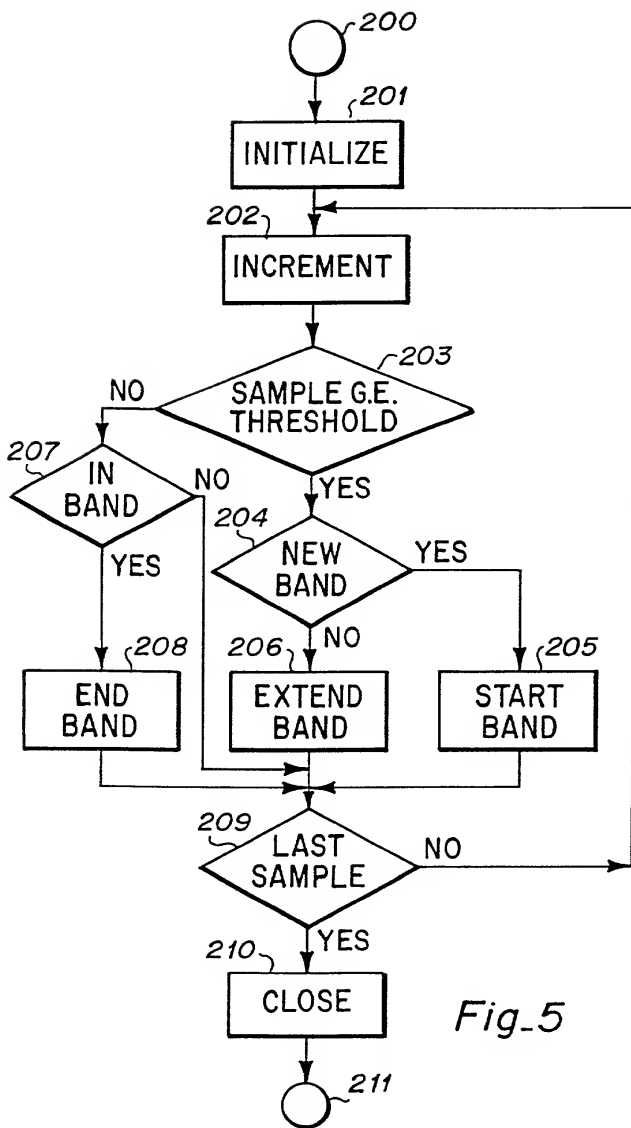 200
201
INITIALIZE
202
INCREMENT
203
SAMPLE G.E.
THRESHOLD
NO
YES
207
IN
BAND
NO
YES
204
NEW
BAND
YES
NO
208
END
BAND
206
EXTEND
BAND
205
START
BAND
209
LAST
SAMPLE
NO
YES
210
CLOSE
211
Fig_5